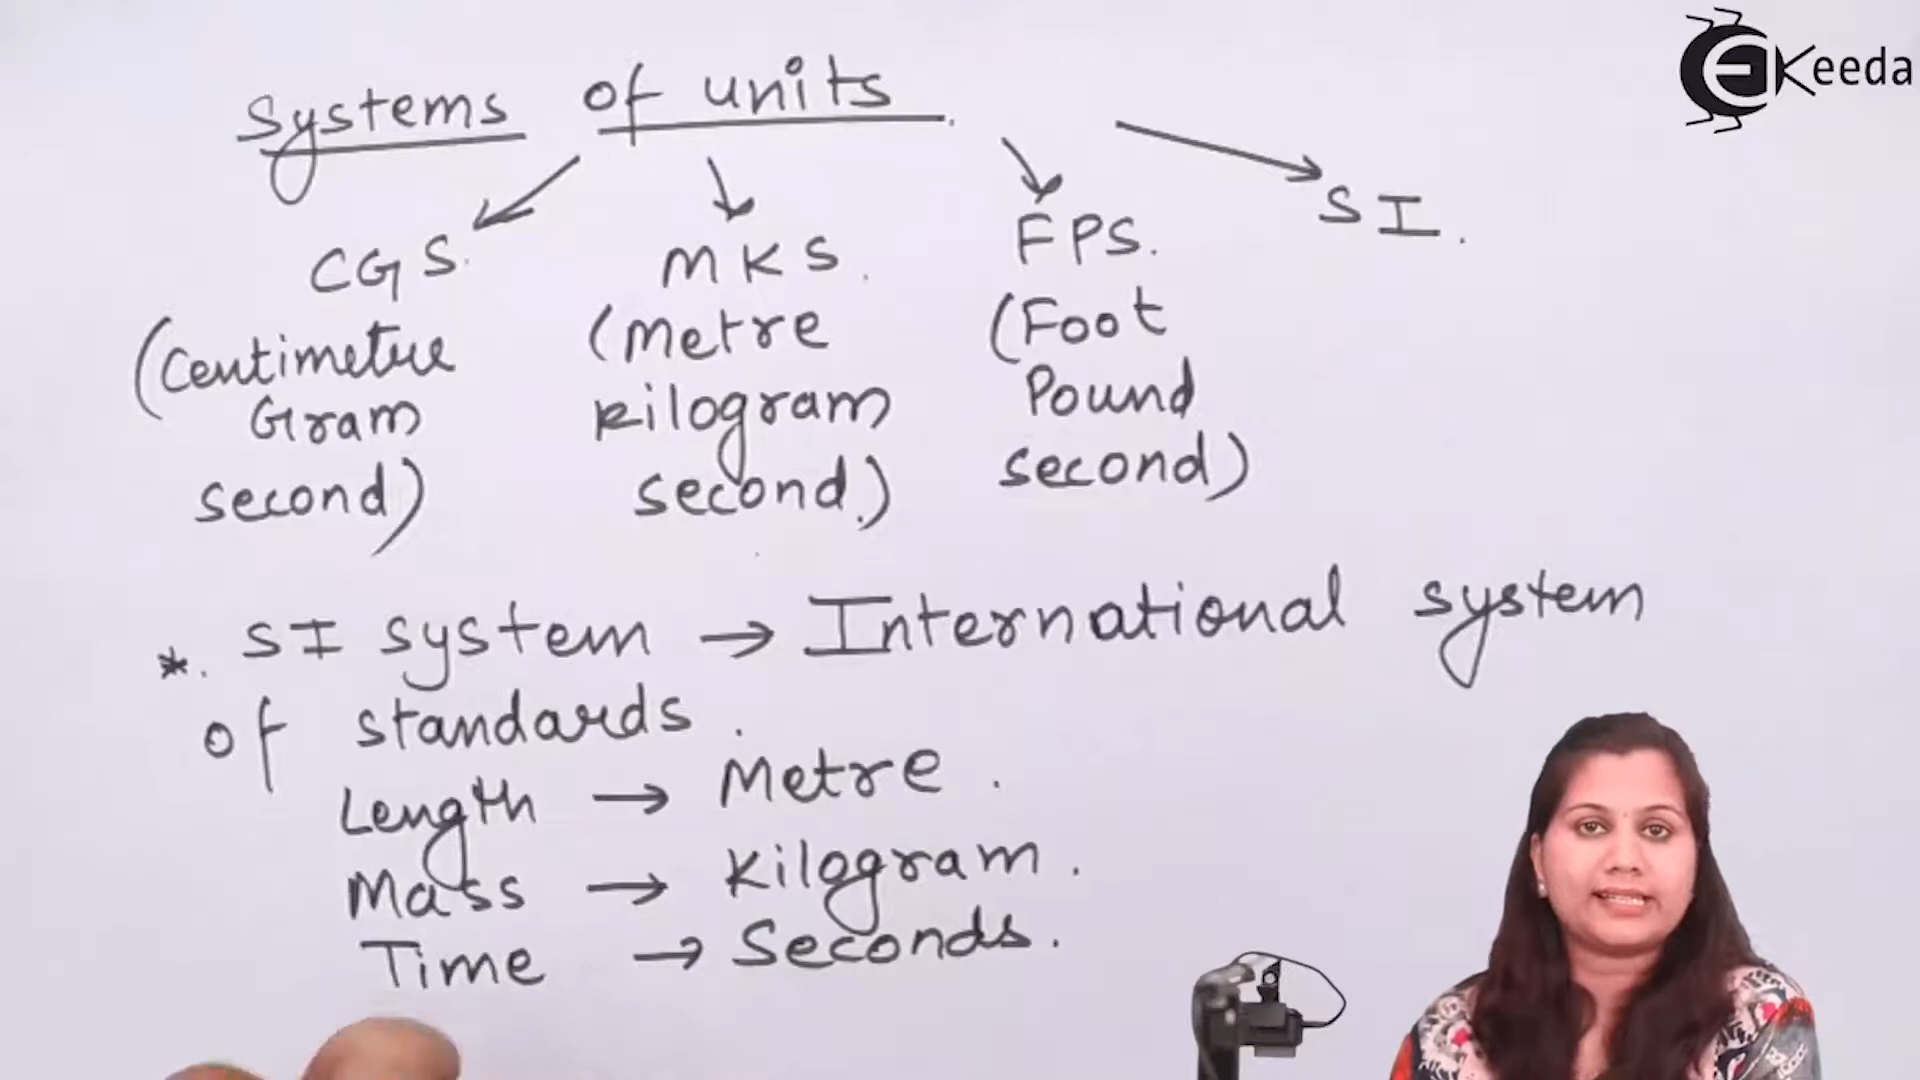 Systems of units.
CGS.
(Centimetre
Gram
second)
MKS.
(Metre
kilogram
second.)
FPS.
(Foot
Pound
second)
SI.
*. SI system → International system
of standards.
Length → Metre.
Mass → Kilogram.
Time → Seconds.
EKeeda